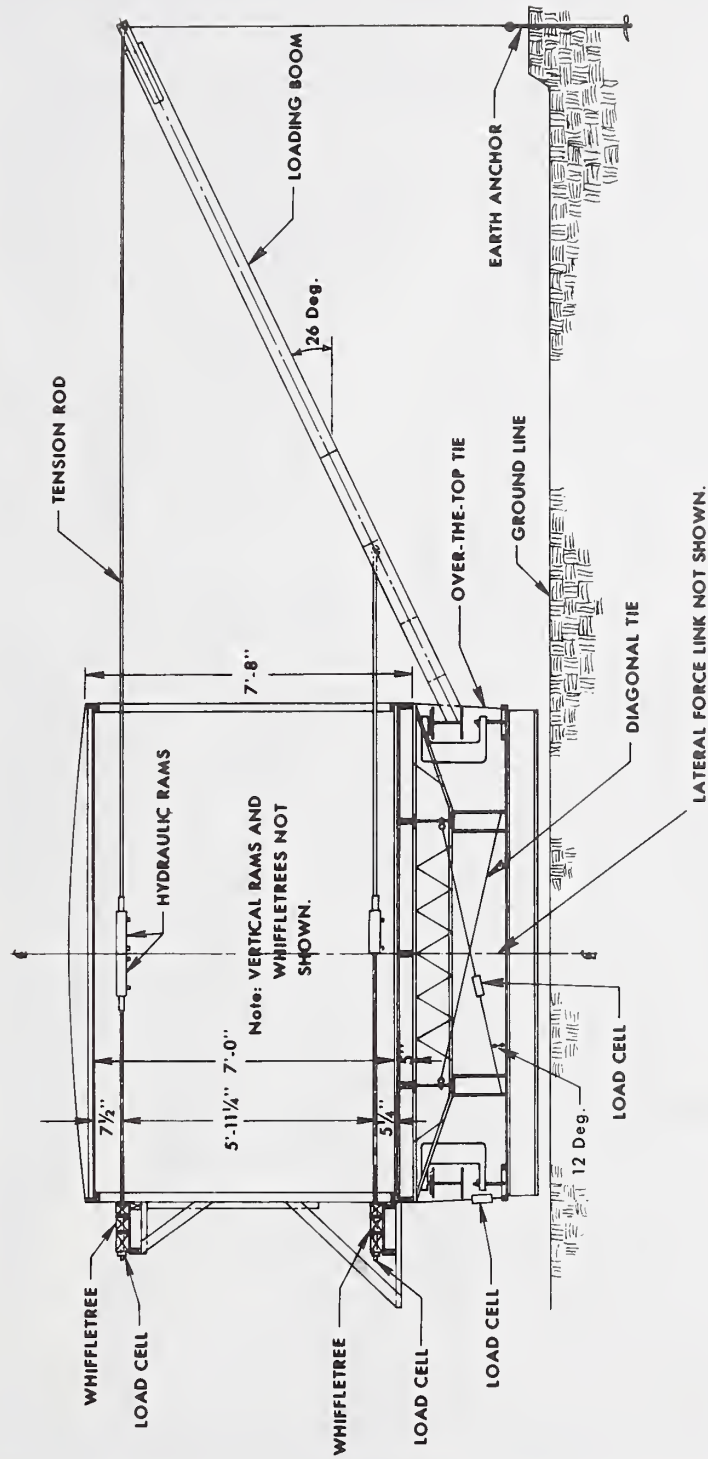 TENSION ROD
LOADING BOOM
HYDRAULIC RAMS
26 Deg.
EARTH ANCHOR
WHIFFLETREE
LOAD CELL
7½"
5'-11¼"
7'-0"
Note: VERTICAL RAMS AND
WHIFFLETREES NOT
SHOWN.
7'-8"
5¼"
5"
OVER-THE-TOP TIE
GROUND LINE
WHIFFLETREE
LOAD CELL
LOAD CELL
12 Deg.
LOAD CELL
DIAGONAL TIE
LATERAL FORCE LINK NOT SHOWN.